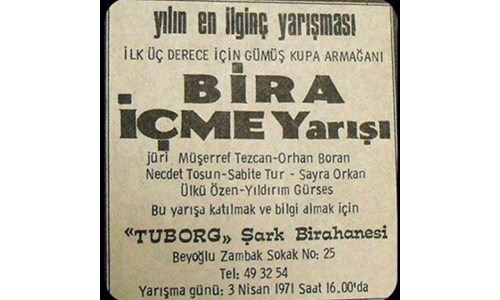 yılın en ilginç yarışması
İLK ÜÇ DERECE İÇİN GÜMÜŞ KUPA ARMAĞANI
BİRA
İÇME Yarışı
jüri Müşerref Tezcan-Orhan Boran
Necdet Tosun-Sabite Tur - Şayra Orkan
Ülkü Özen-Yıldırım Gürses
Bu yarışa katılmak ve bilgi almak için
«TUBORG» Şark Birahanesi
Beyoğlu Zambak Sokak No: 25
Tel: 49 32 54
Yarışma günü: 3 Nisan 1971 Saat 16.00'da